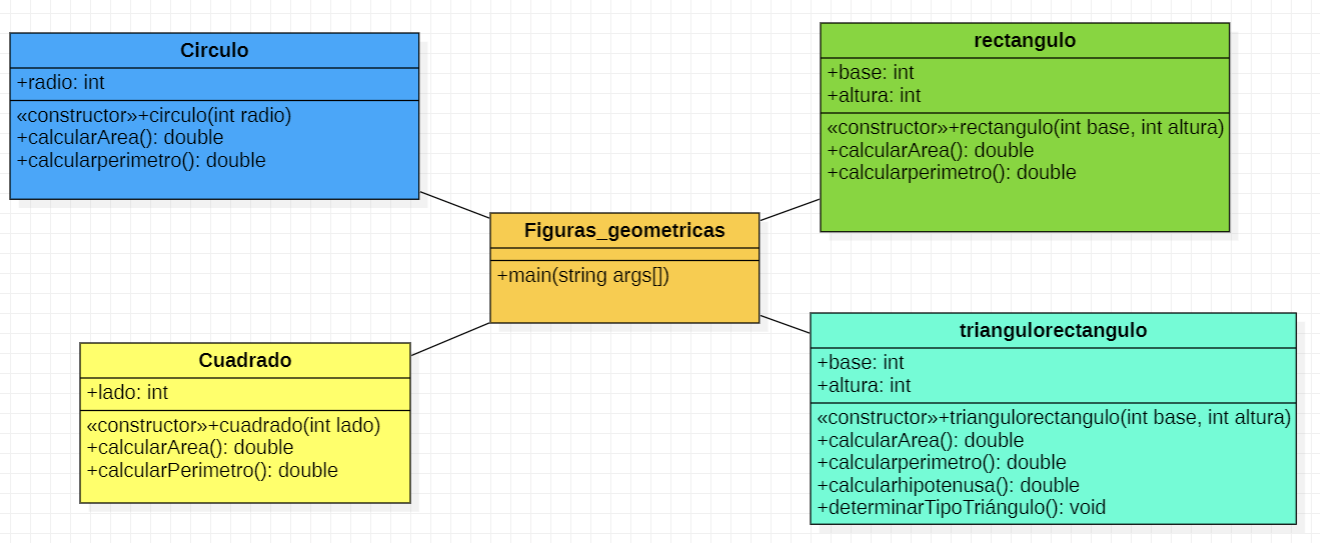 Circulo
+radio: int
«constructor»+circulo(int radio)
+calcularArea(): double
+calcularperimetro(): double
rectangulo
+base: int
+altura: int
«constructor»+rectangulo(int base, int altura)
+calcularArea(): double
+calcularperimetro(): double
Figuras_geometricas
+main(string args[])
Cuadrado
+lado: int
«constructor»+cuadrado(int lado)
+calcularArea(): double
+calcularPerimetro(): double
triangulorectangulo
+base: int
+altura: int
«constructor»+triangulorectangulo(int base, int altura)
+calcularArea(): double
+calcularperimetro(): double
+calcularhipotenusa(): double
+determinarTipoTriángulo(): void